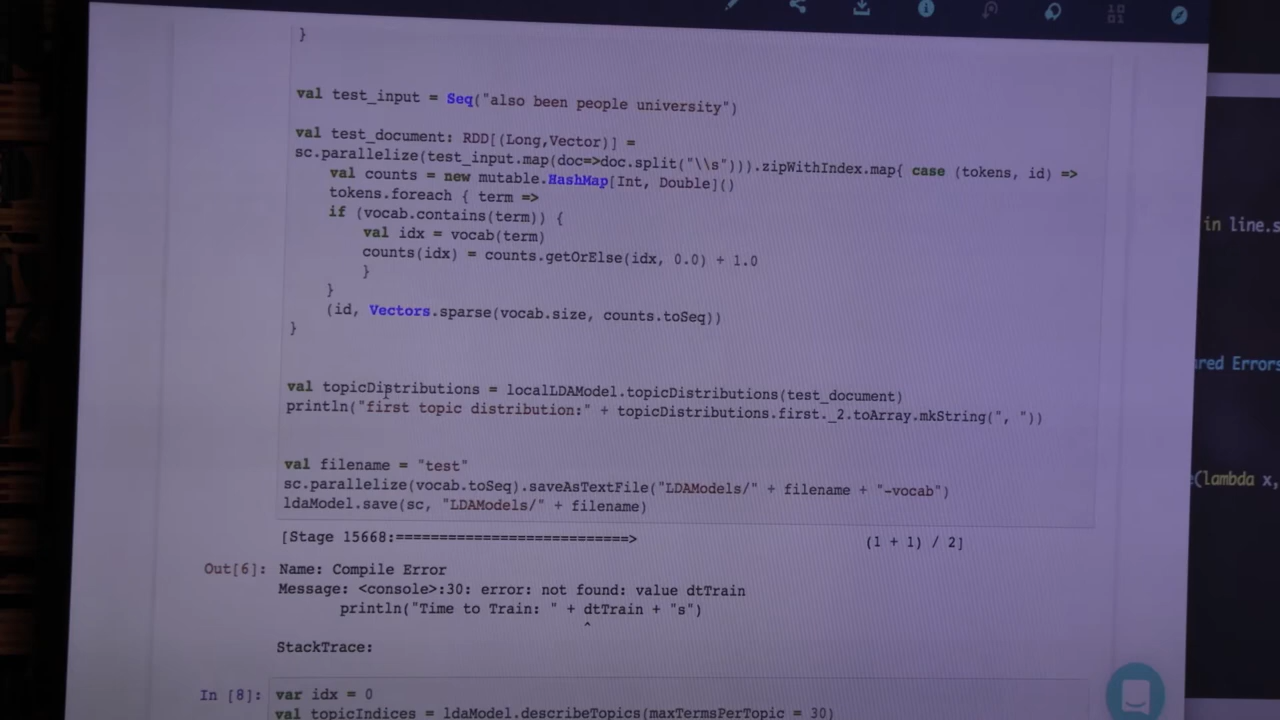 }
val test_input = Seq("also been people university")
val test_document: RDD[(Long,Vector)] =
sc.parallelize(test_input.map(doc=>doc.split("\\s"))).zipWithIndex.map{ case (tokens, id) =>
val counts = new mutable.HashMap[Int, Double]()
tokens.foreach { term =>
if (vocab.contains(term)) {
val idx = vocab(term)
counts(idx) = counts.getOrElse(idx, 0.0) + 1.0
}
}
(id, Vectors.sparse(vocab.size, counts.toSeq))
}
val topicDistributions = localLDAModel.topicDistributions(test_document)
println("first topic distribution:" + topicDistributions.first._2.toArray.mkString(", "))
val filename = "test"
sc.parallelize(vocab.toSeq).saveAsTextFile("LDAModels/" + filename + "-vocab")
ldaModel.save(sc, "LDAModels/" + filename)
[Stage 15668:===========================> (1 + 1) / 2]
Out[6]: Name: Compile Error
Message: <console>:30: error: not found: value dtTrain
println("Time to Train: " + dtTrain + "s")
^
StackTrace:
In [8]: var idx = 0
val topicIndices = ldaModel.describeTopics(maxTermsPerTopic = 30)
10
01
in line.s
red Errors
(lambda x,